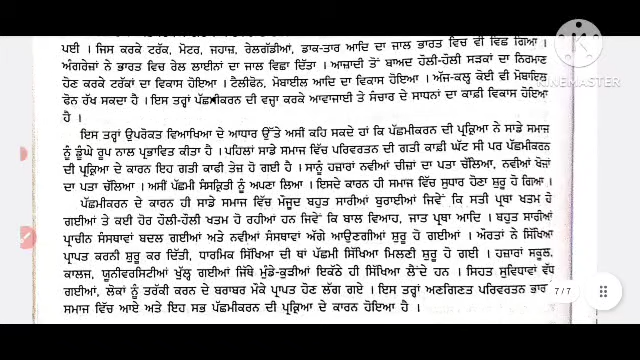 ਪਈ । ਜਿਸ ਕਰਕੇ ਟਰੱਕ, ਮੋਟਰ, ਜਹਾਜ਼, ਰੇਲਗੱਡੀਆਂ, ਡਾਕ-ਤਾਰ ਆਦਿ ਦਾ ਜਾਲ ਭਾਰਤ ਵਿਚ ਵੀ ਵਿਛ ਗਿਆ ।
ਅੰਗਰੇਜ਼ਾਂ ਨੇ ਭਾਰਤ ਵਿਚ ਰੇਲ ਲਾਈਨਾਂ ਦਾ ਜਾਲ ਵਿਛਾ ਦਿੱਤਾ । ਆਜ਼ਾਦੀ ਤੋਂ ਬਾਅਦ ਹੌਲੀ-ਹੌਲੀ ਸੜਕਾਂ ਦਾ ਨਿਰਮਾਣ
ਹੋਣ ਕਰਕੇ ਟਰੱਕਾਂ ਦਾ ਵਿਕਾਸ ਹੋਇਆ । ਟੈਲੀਫੋਨ, ਮੋਬਾਈਲ ਆਦਿ ਦਾ ਵਿਕਾਸ ਹੋਇਆ । ਅੱਜ-ਕਲ੍ਹ ਕੋਈ ਵੀ ਮੋਬਾਈਲ
ਫੋਨ ਰੱਖ ਸਕਦਾ ਹੈ । ਇਸ ਤਰ੍ਹਾਂ ਪੱਛਮੀਕਰਨ ਦੀ ਵਜ੍ਹਾ ਕਰਕੇ ਆਵਾਜਾਈ ਤੇ ਸੰਚਾਰ ਦੇ ਸਾਧਨਾਂ ਦਾ ਕਾਫ਼ੀ ਵਿਕਾਸ ਹੋਇਆ
ਹੈ ।
ਇਸ ਤਰ੍ਹਾਂ ਉਪਰੋਕਤ ਵਿਆਖਿਆ ਦੇ ਆਧਾਰ ਉੱਤੇ ਅਸੀਂ ਕਹਿ ਸਕਦੇ ਹਾਂ ਕਿ ਪੱਛਮੀਕਰਨ ਦੀ ਪ੍ਰਕ੍ਰਿਆ ਨੇ ਸਾਡੇ ਸਮਾਜ
ਨੂੰ ਡੂੰਘੇ ਰੂਪ ਨਾਲ ਪ੍ਰਭਾਵਿਤ ਕੀਤਾ ਹੈ । ਪਹਿਲਾਂ ਸਾਡੇ ਸਮਾਜ ਵਿੱਚ ਪਰਿਵਰਤਨ ਦੀ ਗਤੀ ਕਾਫ਼ੀ ਘੱਟ ਸੀ ਪਰ ਪੱਛਮੀਕਰਨ
ਦੀ ਪ੍ਰਕ੍ਰਿਆ ਦੇ ਕਾਰਨ ਇਹ ਗਤੀ ਕਾਫੀ ਤੇਜ਼ ਹੋ ਗਈ ਹੈ । ਸਾਨੂੰ ਹਜ਼ਾਰਾਂ ਨਵੀਆਂ ਚੀਜ਼ਾਂ ਦਾ ਪਤਾ ਚੱਲਿਆ, ਨਵੀਆਂ ਖੋਜਾਂ
ਦਾ ਪਤਾ ਚੱਲਿਆ । ਅਸੀਂ ਪੱਛਮੀ ਸੰਸਕ੍ਰਿਤੀ ਨੂੰ ਅਪਣਾ ਲਿਆ । ਇਸਦੇ ਕਾਰਨ ਹੀ ਸਮਾਜ ਵਿੱਚ ਸੁਧਾਰ ਹੋਣਾ ਸ਼ੁਰੂ ਹੋ ਗਿਆ ।
ਪੱਛਮੀਕਰਨ ਦੇ ਕਾਰਨ ਹੀ ਸਾਡੇ ਸਮਾਜ ਵਿੱਚ ਮੌਜੂਦ ਬਹੁਤ ਸਾਰੀਆਂ ਬੁਰਾਈਆਂ ਜਿਵੇਂ ਕਿ ਸਤੀ ਪ੍ਰਥਾ ਖਤਮ ਹੋ
ਗਈਆਂ ਤੇ ਕਈ ਹੋਰ ਹੌਲੀ-ਹੌਲੀ ਖਤਮ ਹੋ ਰਹੀਆਂ ਹਨ ਜਿਵੇਂ ਕਿ ਬਾਲ ਵਿਆਹ, ਜਾਤ ਪ੍ਰਥਾ ਆਦਿ । ਬਹੁਤ ਸਾਰੀਆਂ
ਪ੍ਰਾਚੀਨ ਸੰਸਥਾਵਾਂ ਬਦਲ ਗਈਆਂ ਅਤੇ ਨਵੀਆਂ ਸੰਸਥਾਵਾਂ ਅੱਗੇ ਆਉਣੀਆਂ ਸ਼ੁਰੂ ਹੋ ਗਈਆਂ । ਔਰਤਾਂ ਨੇ ਸਿੱਖਿਆ
ਪ੍ਰਾਪਤ ਕਰਨੀ ਸ਼ੁਰੂ ਕਰ ਦਿੱਤੀ, ਧਾਰਮਿਕ ਸਿੱਖਿਆ ਦੀ ਥਾਂ ਪੱਛਮੀ ਸਿੱਖਿਆ ਮਿਲਣੀ ਸ਼ੁਰੂ ਹੋ ਗਈ । ਹਜ਼ਾਰਾਂ ਸਕੂਲ,
ਕਾਲਜ, ਯੂਨੀਵਰਸਿਟੀਆਂ ਖੁੱਲ੍ਹ ਗਈਆਂ ਜਿੱਥੇ ਮੁੰਡੇ-ਕੁੜੀਆਂ ਇਕੱਠੇ ਹੀ ਸਿੱਖਿਆ ਲੈਂਦੇ ਹਨ । ਸਿਹਤ ਸੁਵਿਧਾਵਾਂ ਵੱਧ
ਗਈਆਂ, ਲੋਕਾਂ ਨੂੰ ਤਰੱਕੀ ਕਰਨ ਦੇ ਬਰਾਬਰ ਮੌਕੇ ਪ੍ਰਾਪਤ ਹੋਣ ਲੱਗ ਗਏ । ਇਸ ਤਰ੍ਹਾਂ ਅਣਗਿਣਤ ਪਰਿਵਰਤਨ
ਸਮਾਜ ਵਿੱਚ ਆਏ ਅਤੇ ਇਹ ਸਭ ਪੱਛਮੀਕਰਨ ਦੀ ਪ੍ਰਕ੍ਰਿਆ ਦੇ ਕਾਰਨ ਹੋਇਆ ਹੈ ।
KINEMASTER
7/7